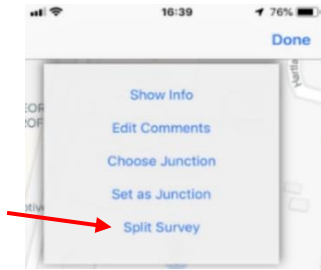 16:39 76%
Done
Show Info
Edit Comments
Choose Junction
Set as Junction
Split Survey